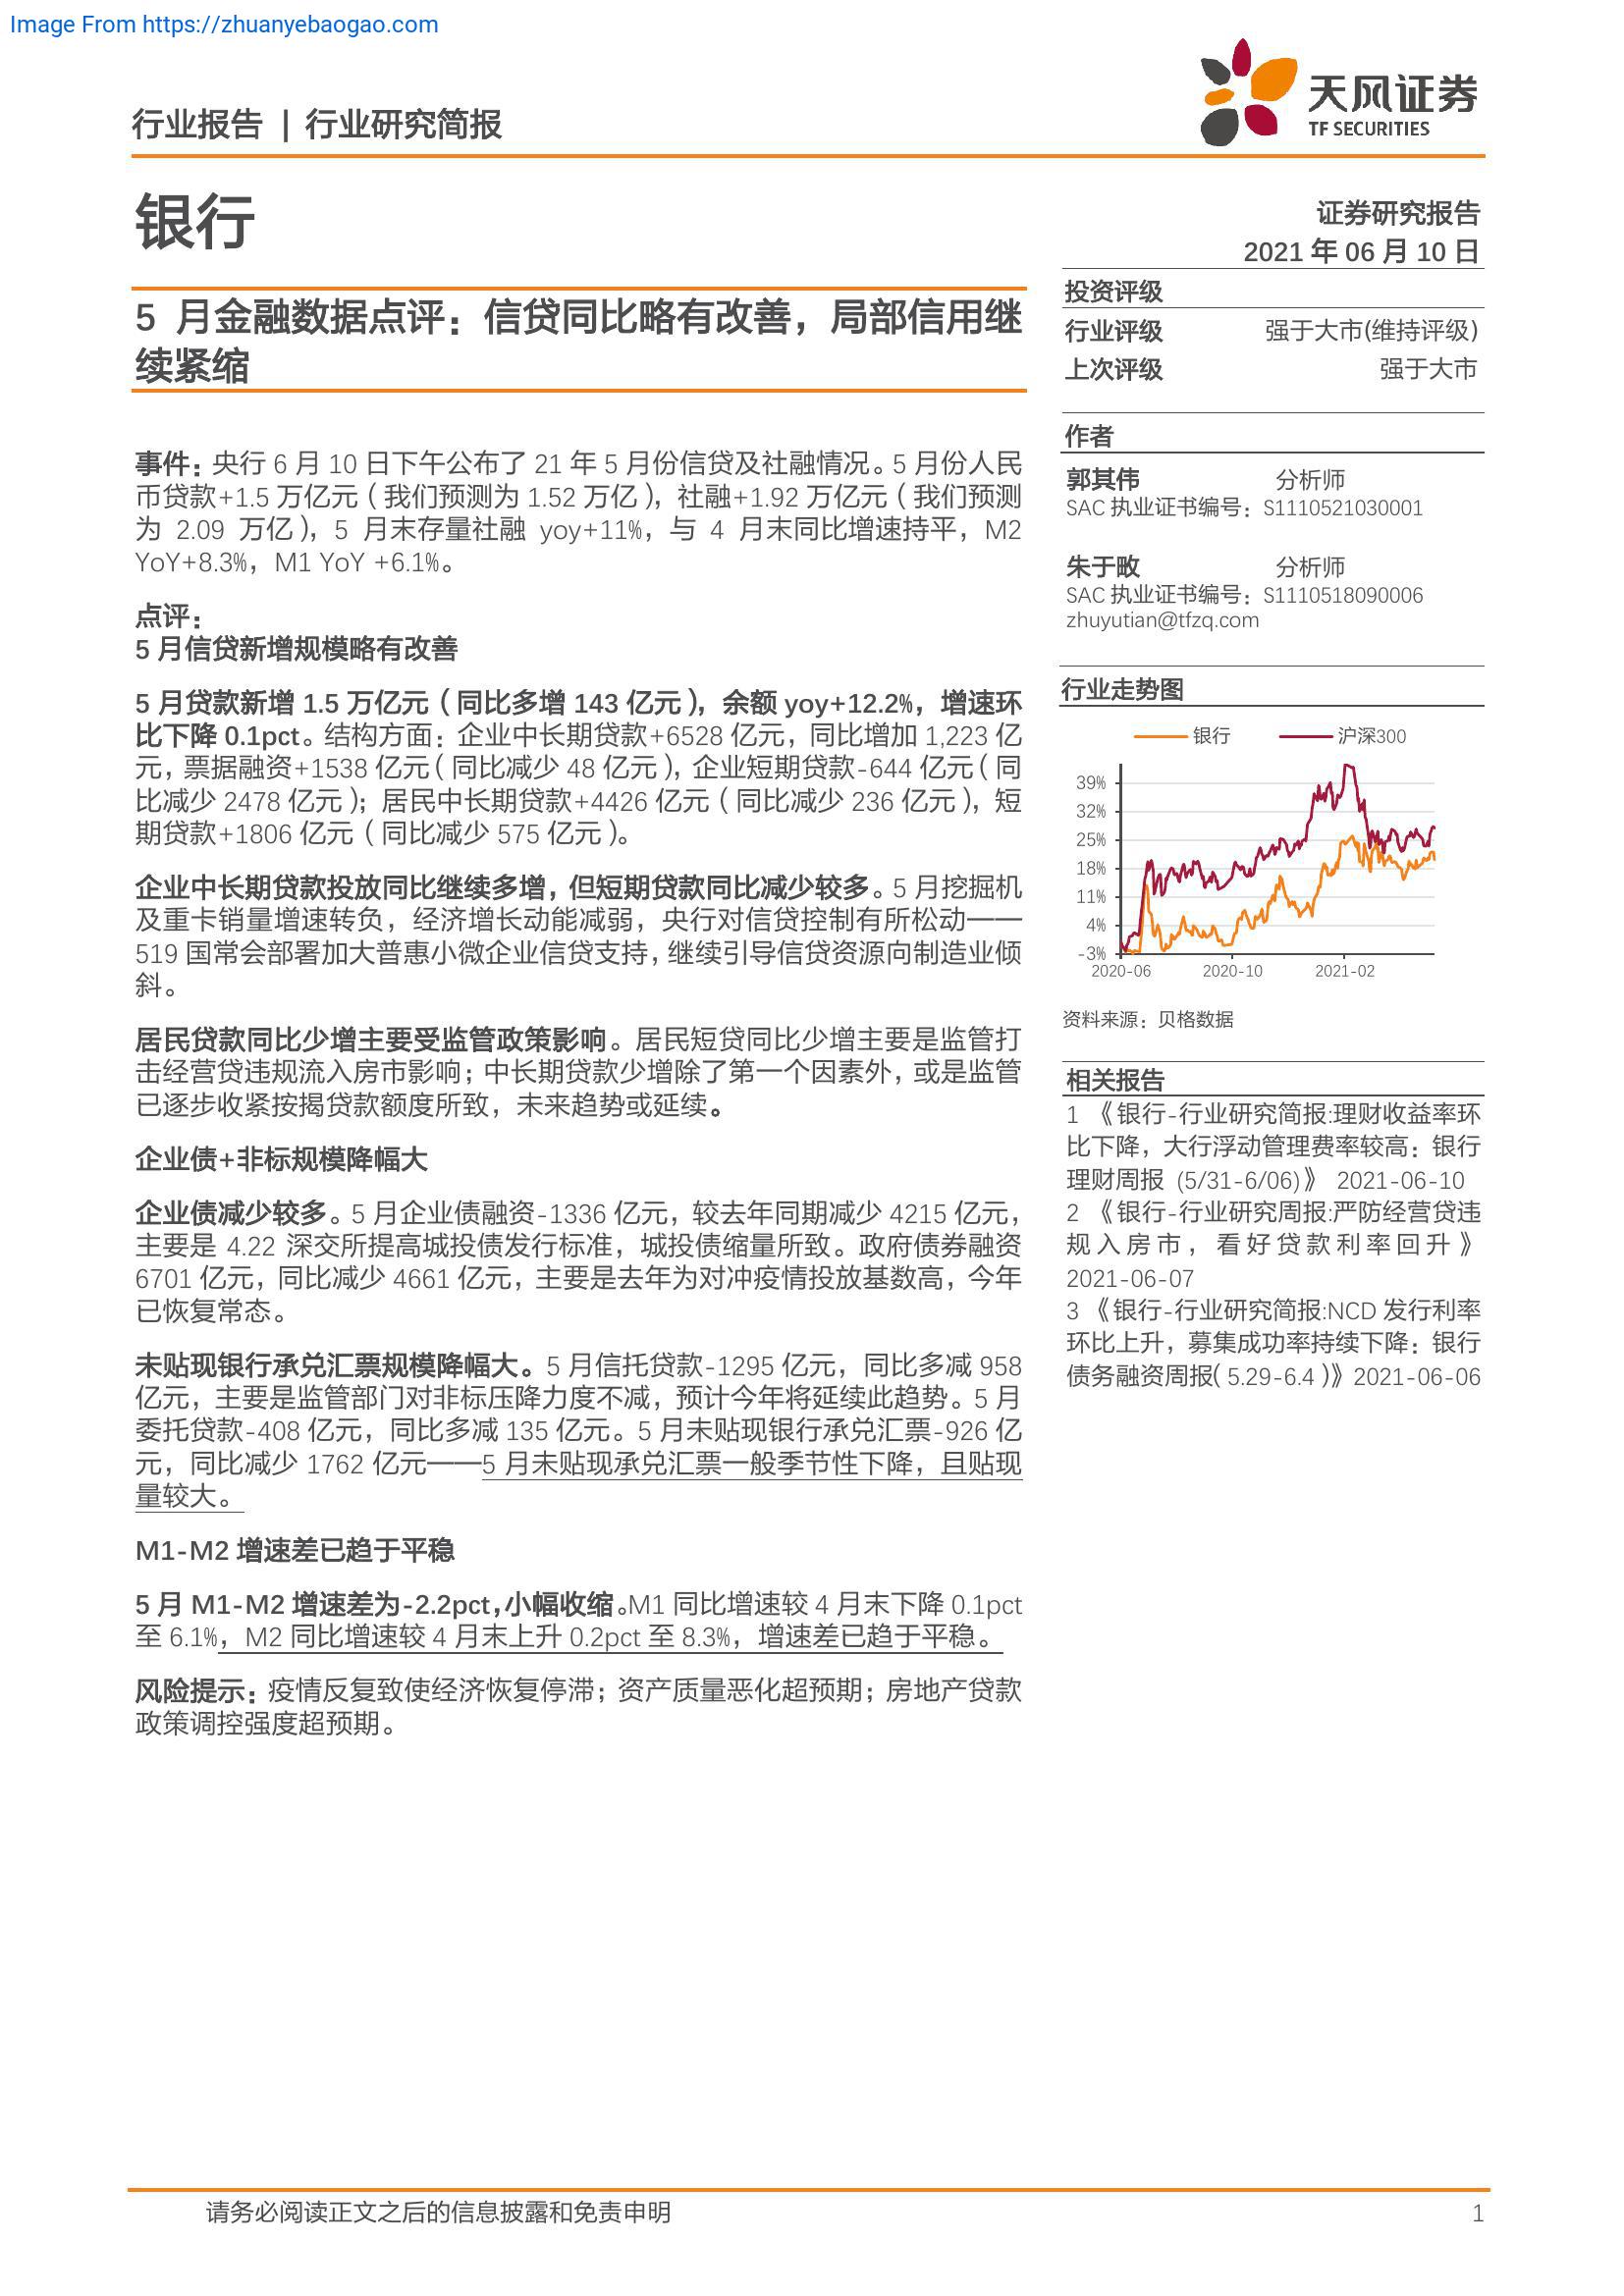 Image From https://zhuanyebaogao.com
行业报告 | 行业研究简报
天风证券
TF SECURITIES
银行
证券研究报告
2021 年 06 月 10 日
5 月金融数据点评：信贷同比略有改善，局部信用继
续紧缩
事件：央行 6 月 10 日下午公布了 21 年 5 月份信贷及社融情况。5 月份人民
币贷款+1.5 万亿元（我们预测为 1.52 万亿），社融+1.92 万亿元（我们预测
为 2.09 万亿），5 月末存量社融 yoy+11%，与 4 月末同比增速持平，M2
YoY+8.3%，M1 YoY +6.1%。
点评：
5 月信贷新增规模略有改善
5 月贷款新增 1.5 万亿元（同比多增 143 亿元），余额 yoy+12.2%，增速环
比下降 0.1pct。结构方面：企业中长期贷款+6528 亿元，同比增加 1,223 亿
元，票据融资+1538 亿元（同比减少 48 亿元），企业短期贷款-644 亿元（同
比减少 2478 亿元）；居民中长期贷款+4426 亿元（同比减少 236 亿元），短
期贷款+1806 亿元（同比减少 575 亿元）。
企业中长期贷款投放同比继续多增，但短期贷款同比减少较多。5 月挖掘机
及重卡销量增速转负，经济增长动能减弱，央行对信贷控制有所松动——
519 国常会部署加大普惠小微企业信贷支持，继续引导信贷资源向制造业倾
斜。
居民贷款同比少增主要受监管政策影响。居民短贷同比少增主要是监管打
击经营贷违规流入房市影响；中长期贷款少增除了第一个因素外，或是监管
已逐步收紧按揭贷款额度所致，未来趋势或延续。
企业债+非标规模降幅大
企业债减少较多。5 月企业债融资-1336 亿元，较去年同期减少 4215 亿元，
主要是 4.22 深交所提高城投债发行标准，城投债缩量所致。政府债券融资
6701 亿元，同比减少 4661 亿元，主要是去年为对冲疫情投放基数高，今年
已恢复常态。
未贴现银行承兑汇票规模降幅大。5 月信托贷款-1295 亿元，同比多减 958
亿元，主要是监管部门对非标压降力度不减，预计今年将延续此趋势。5 月
委托贷款-408 亿元，同比多减 135 亿元。5 月未贴现银行承兑汇票-926 亿
元，同比减少 1762 亿元——5 月未贴现承兑汇票一般季节性下降，且贴现
量较大。
M1-M2 增速差已趋于平稳
5 月 M1-M2 增速差为-2.2pct，小幅收缩。M1 同比增速较 4 月末下降 0.1pct
至 6.1%，M2 同比增速较 4 月末上升 0.2pct 至 8.3%，增速差已趋于平稳。
风险提示：疫情反复致使经济恢复停滞；资产质量恶化超预期；房地产贷款
政策调控强度超预期。
投资评级
行业评级 强于大市(维持评级)
上次评级 强于大市
作者
郭其伟 分析师
SAC 执业证书编号：S1110521030001
朱于畋 分析师
SAC 执业证书编号：S1110518090006
zhuyutian@tfzq.com
行业走势图
银行 沪深300
39%
32%
25%
18%
11%
4%
-3%
2020-06 2020-10 2021-02
资料来源：贝格数据
相关报告
1 《银行-行业研究简报:理财收益率环
比下降，大行浮动管理费率较高：银行
理财周报 (5/31-6/06)》 2021-06-10
2 《银行-行业研究周报:严防经营贷违
规入房市，看好贷款利率回升》
2021-06-07
3 《银行-行业研究简报:NCD 发行利率
环比上升，募集成功率持续下降：银行
债务融资周报（5.29-6.4）》2021-06-06
请务必阅读正文之后的信息披露和免责申明 1